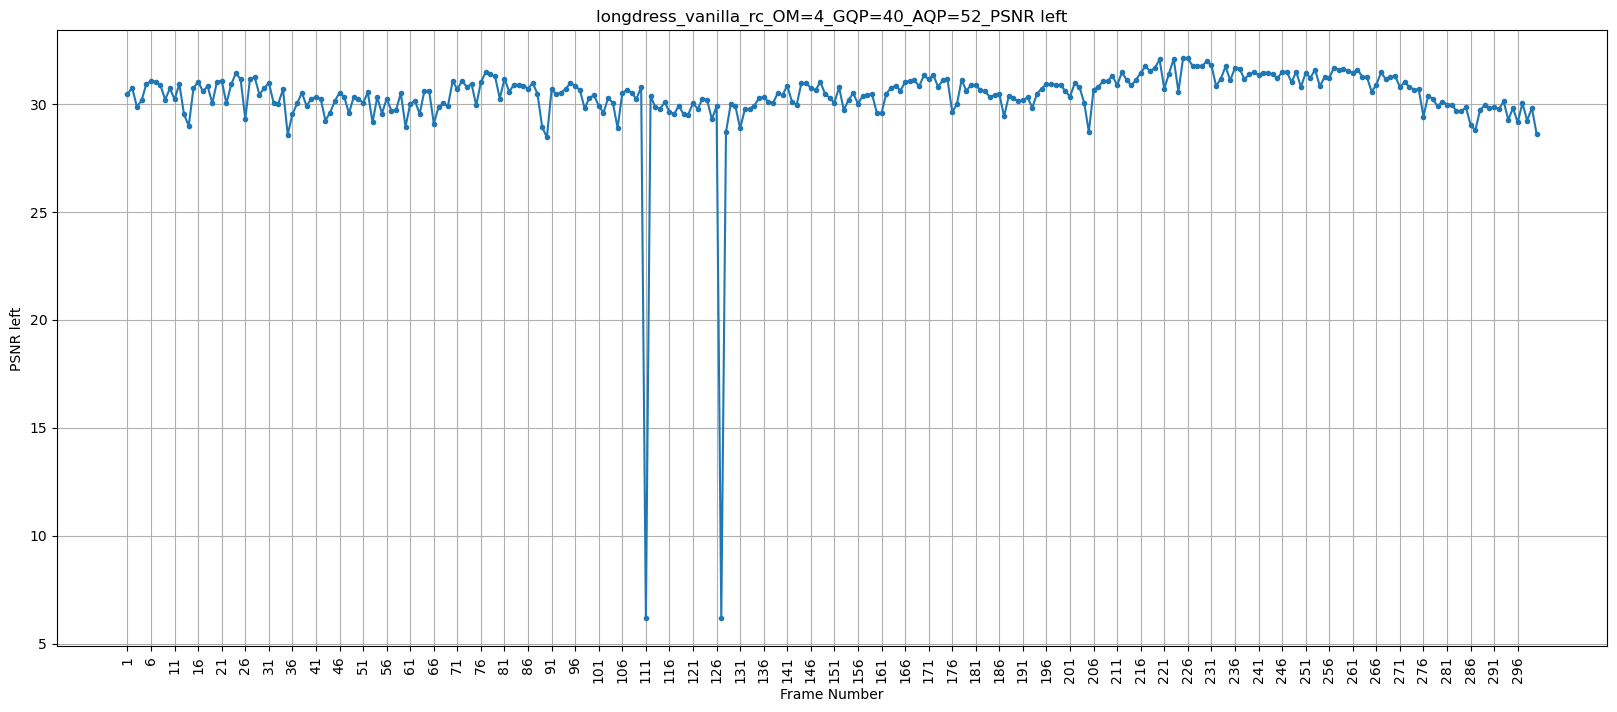 longdress_vanilla_rc_OM=4_GQP=40_AQP=52_PSNR left
PSNR left
30
25
20
15
10
5
1 6 11 16 21 26 31 36 41 46 51 56 61 66 71 76 81 86 91 96 101 106 111 116 121 126 131 136 141 146 151 156 161 166 171 176 181 186 191 196 201 206 211 216 221 226 231 236 241 246 251 256 261 266 271 276 281 286 291 296
Frame Number